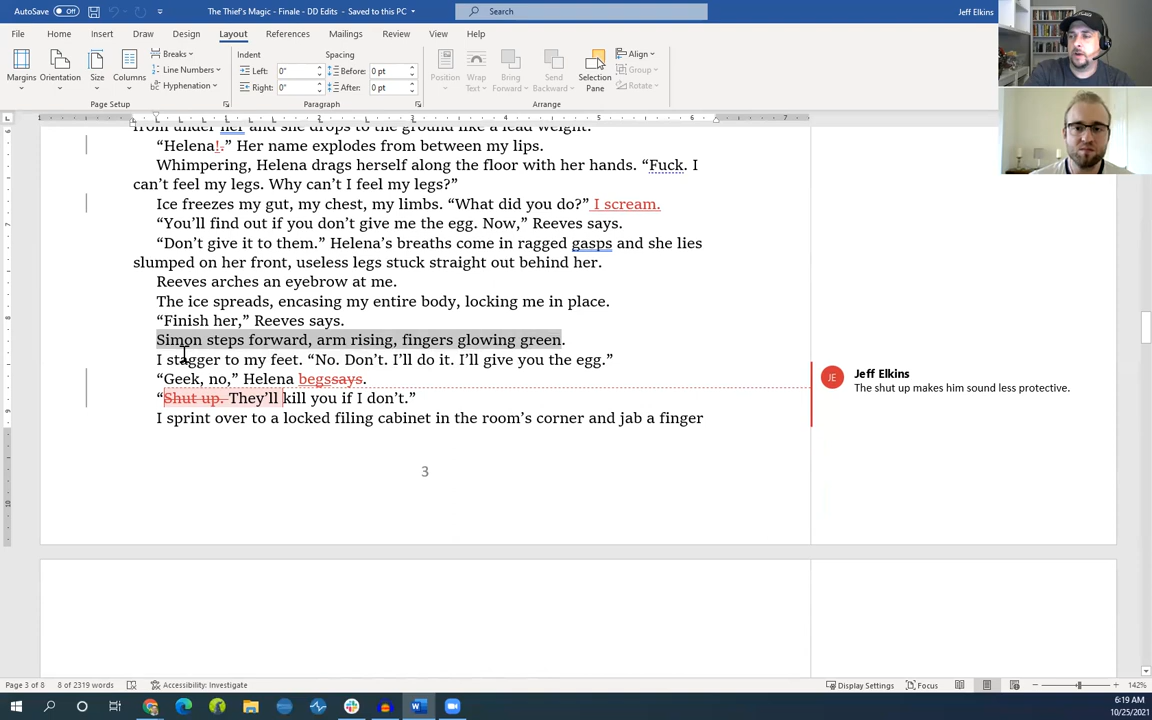 AutoSave Off The Thief's Magic - Finale - DD Edits - Saved to this PC Search Jeff Elkins
File Home Insert Draw Design Layout References Mailings Review View Help
Margins Orientation Size Columns Breaks Line Numbers Hyphenation Indent Left: 0" Right: 0" Spacing Before: 0 pt After: 0 pt Position Wrap Text Bring Forward Send Backward Selection Pane Align Group Rotate
Page Setup Paragraph Arrange
from under her and she drops to the ground like a lead weight.
“Helena!.” Her name explodes from between my lips.
Whimpering, Helena drags herself along the floor with her hands. “Fuck. I
can’t feel my legs. Why can’t I feel my legs?”
Ice freezes my gut, my chest, my limbs. “What did you do?” I scream.
“You’ll find out if you don’t give me the egg. Now,” Reeves says.
“Don’t give it to them.” Helena’s breaths come in ragged gasps and she lies
slumped on her front, useless legs stuck straight out behind her.
Reeves arches an eyebrow at me.
The ice spreads, encasing my entire body, locking me in place.
“Finish her,” Reeves says.
Simon steps forward, arm rising, fingers glowing green.
I stagger to my feet. “No. Don’t. I’ll do it. I’ll give you the egg.”
“Geek, no,” Helena begssays.
“Shut up. They’ll kill you if I don’t.”
I sprint over to a locked filing cabinet in the room’s corner and jab a finger
3
JE Jeff Elkins
The shut up makes him sound less protective.
Page 3 of 8 8 of 2319 words Accessibility: Investigate Display Settings Focus 142%
6:19 AM
10/25/2021